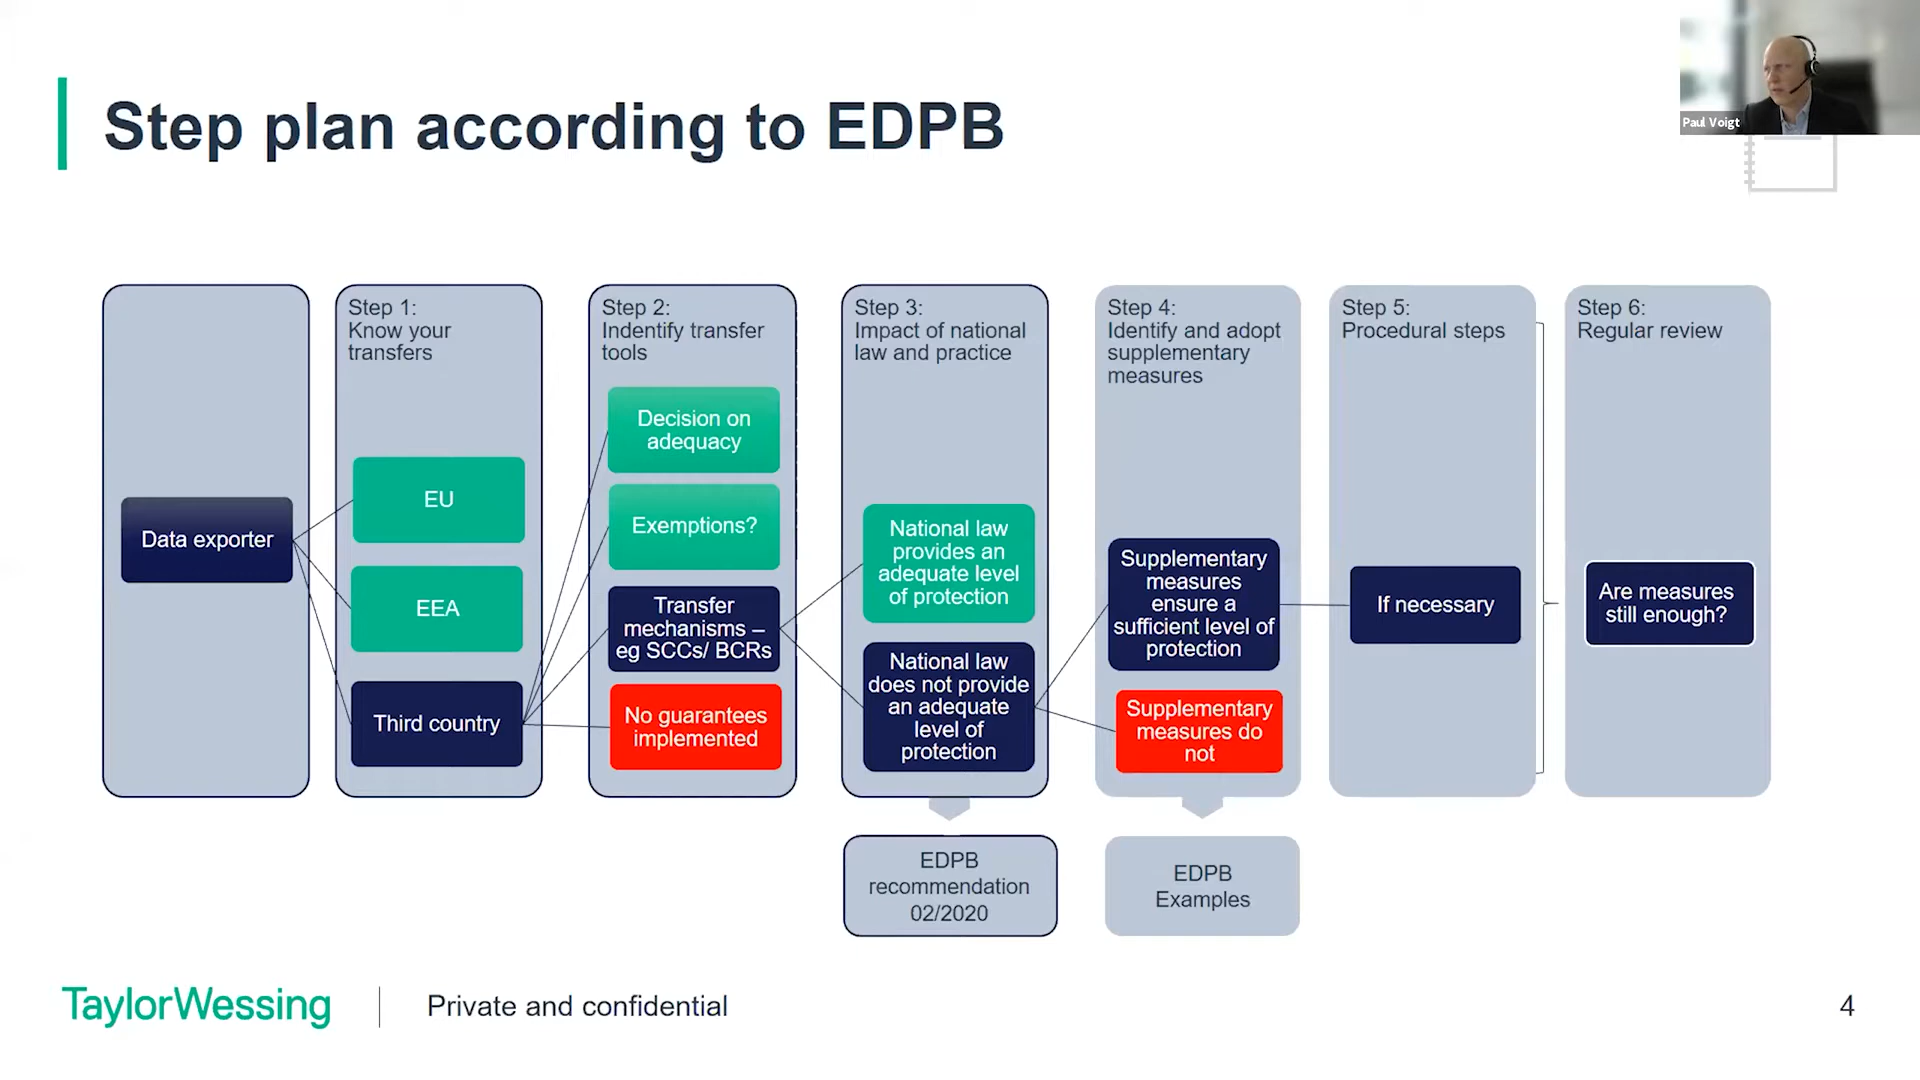 Paul Voigt
Step plan according to EDPB
Data exporter
Step 1:
Know your
transfers
EU
EEA
Third country
Step 2:
Indentify transfer
tools
Decision on
adequacy
Exemptions?
Transfer
mechanisms –
eg SCCs/ BCRs
No guarantees
implemented
Step 3:
Impact of national
law and practice
National law
provides an
adequate level
of protection
National law
does not provide
an adequate
level of
protection
EDPB
recommendation
02/2020
Step 4:
Identify and adopt
supplementary
measures
Supplementary
measures
ensure a
sufficient level of
protection
Supplementary
measures do
not
EDPB
Examples
Step 5:
Procedural steps
If necessary
Step 6:
Regular review
Are measures
still enough?
TaylorWessing
Private and confidential
4